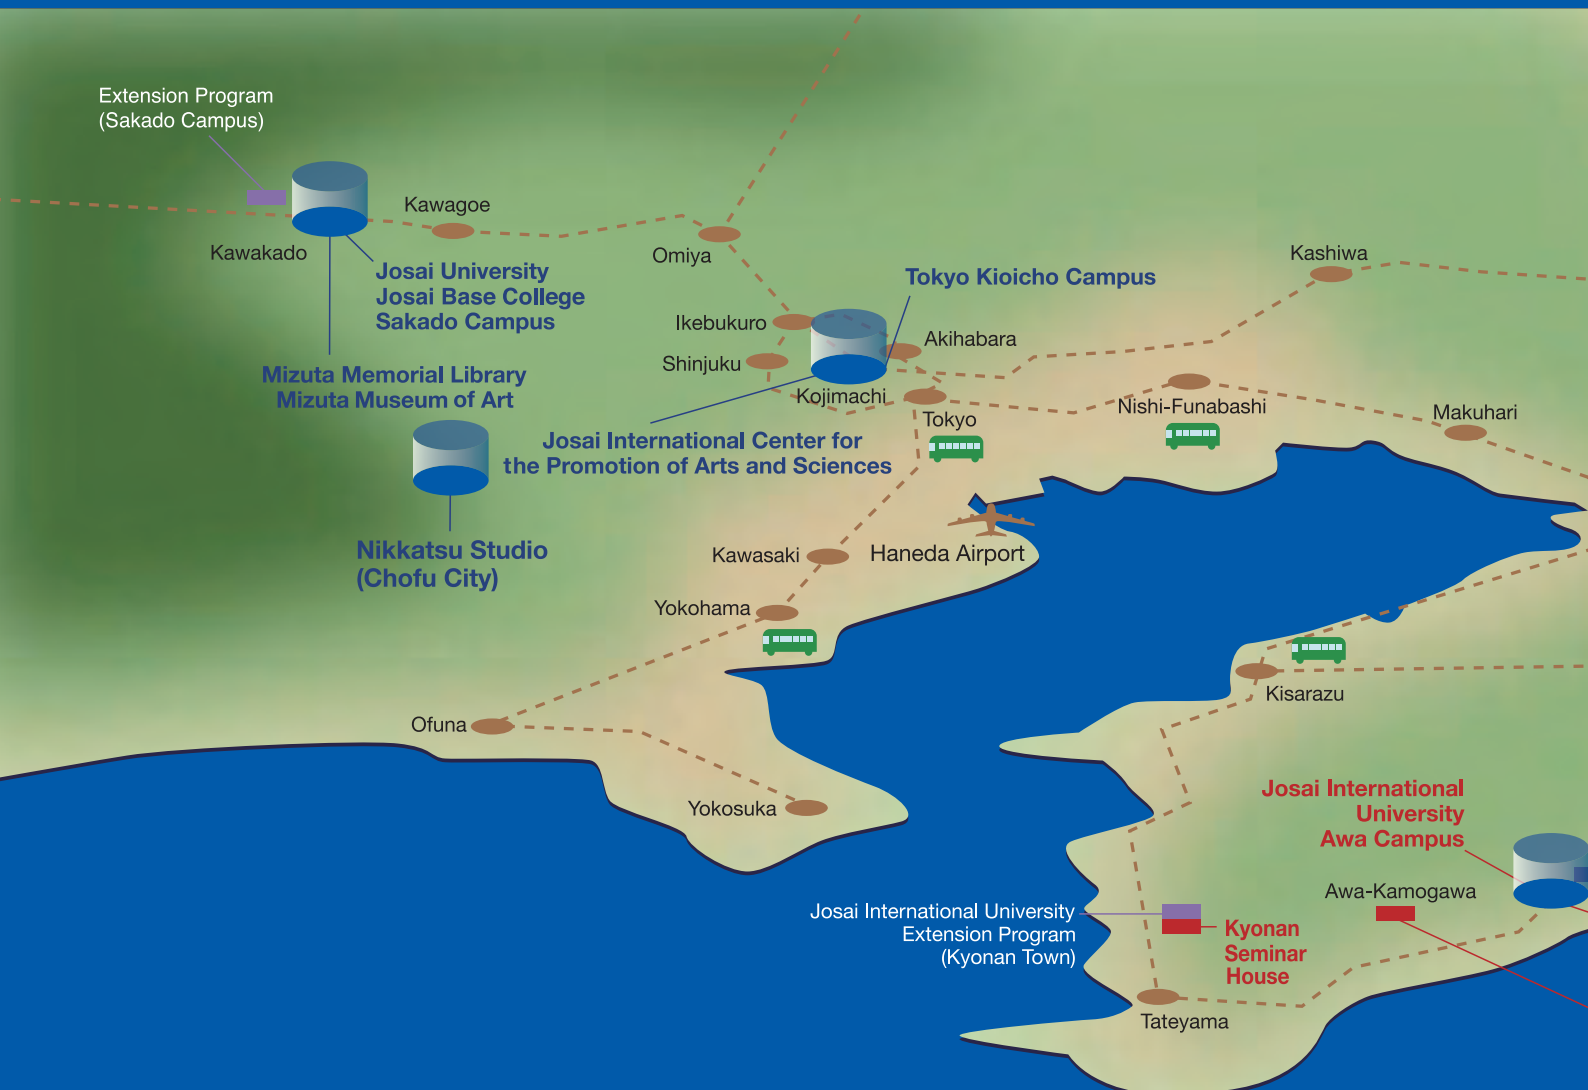 Extension Program
(Sakado Campus)
Kawagoe
Kawakado
Josai University
Josai Base College
Sakado Campus
Mizuta Memorial Library
Mizuta Museum of Art
Omiya
Tokyo Kioicho Campus
Kashiwa
Ikebukuro
Akihabara
Shinjuku
Kojimachi
Tokyo
Nishi-Funabashi
Makuhari
Josai International Center for
the Promotion of Arts and Sciences
Nikkatsu Studio
(Chofu City)
Kawasaki
Haneda Airport
Yokohama
Kisarazu
Ofuna
Yokosuka
Josai International
University
Awa Campus
Awa-Kamogawa
Josai International University
Extension Program
(Kyonan Town)
Kyonan
Seminar
House
Tateyama